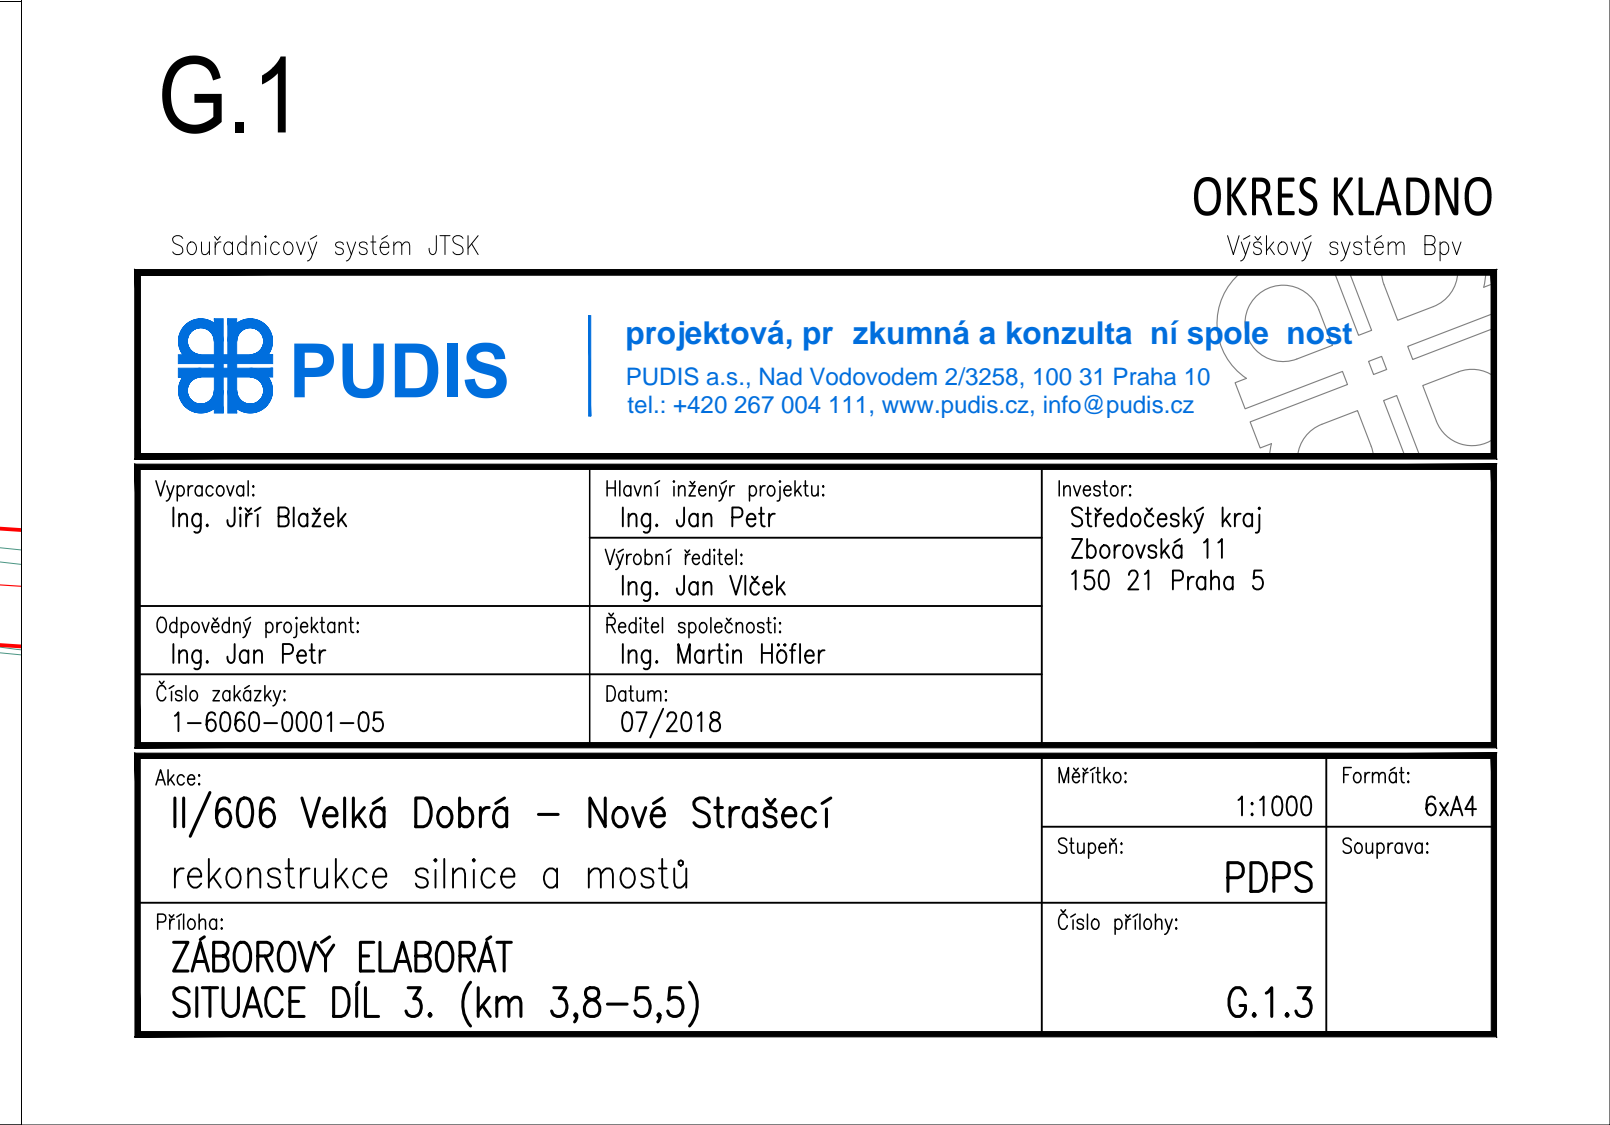 G.1
OKRES KLADNO
Souřadnicový systém JTSK
Výškový systém Bpv
PUDIS
projektová, pr zkumná a konzulta ní spole nost
PUDIS a.s., Nad Vodovodem 2/3258, 100 31 Praha 10
tel.: +420 267 004 111, www.pudis.cz, info@pudis.cz
Vypracoval:
Ing. Jiří Blažek
Hlavní inženýr projektu:
Ing. Jan Petr
Výrobní ředitel:
Ing. Jan Vlček
Investor:
Středočeský kraj
Zborovská 11
150 21 Praha 5
Odpovědný projektant:
Ing. Jan Petr
Ředitel společnosti:
Ing. Martin Höfler
Číslo zakázky:
1-6060-0001-05
Datum:
07/2018
Akce:
II/606 Velká Dobrá - Nové Strašecí
rekonstrukce silnice a mostů
Měřítko:
1:1000
Formát:
6xA4
Stupeň:
PDPS
Souprava:
Příloha:
ZÁBOROVÝ ELABORÁT
SITUACE DÍL 3. (km 3,8-5,5)
Číslo přílohy:
G.1.3